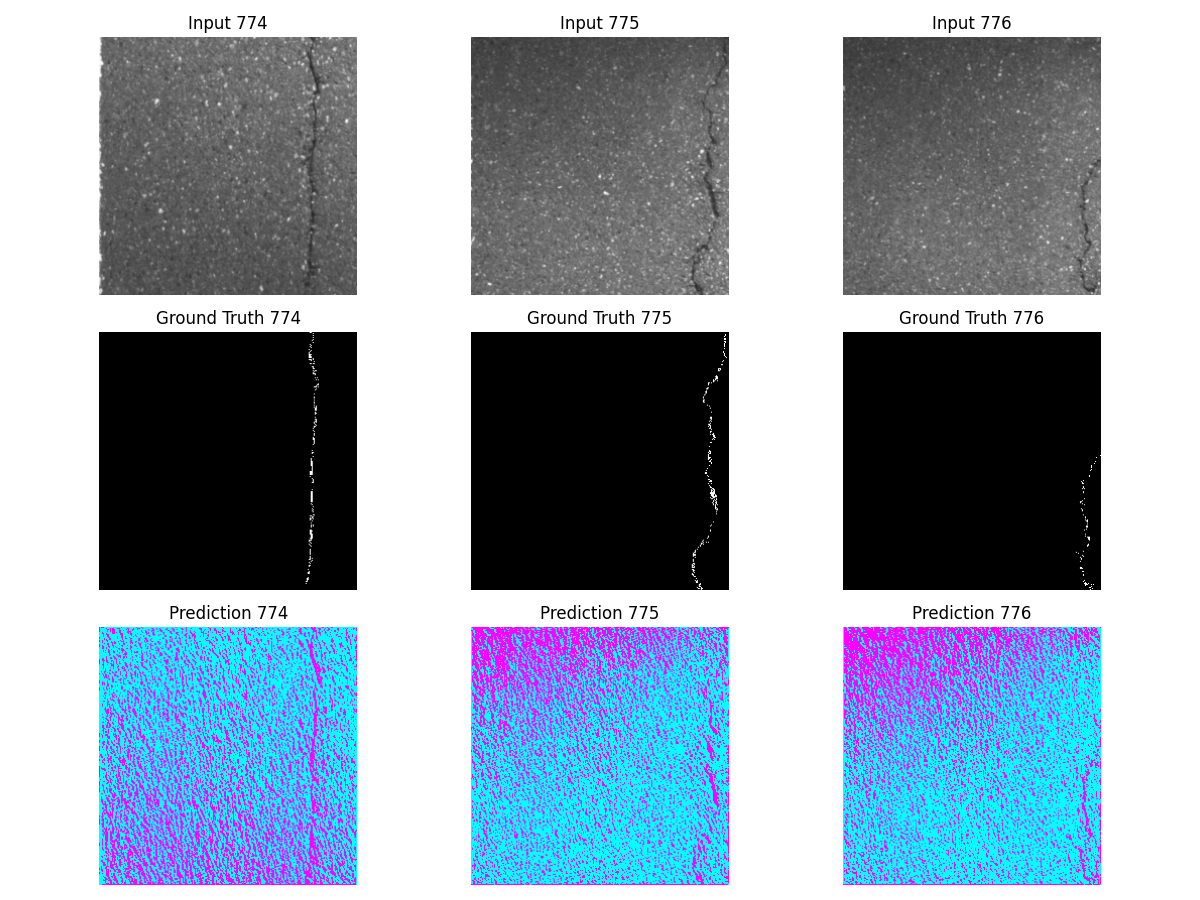 Input 774
Input 775
Input 776
Ground Truth 774
Ground Truth 775
Ground Truth 776
Prediction 774
Prediction 775
Prediction 776